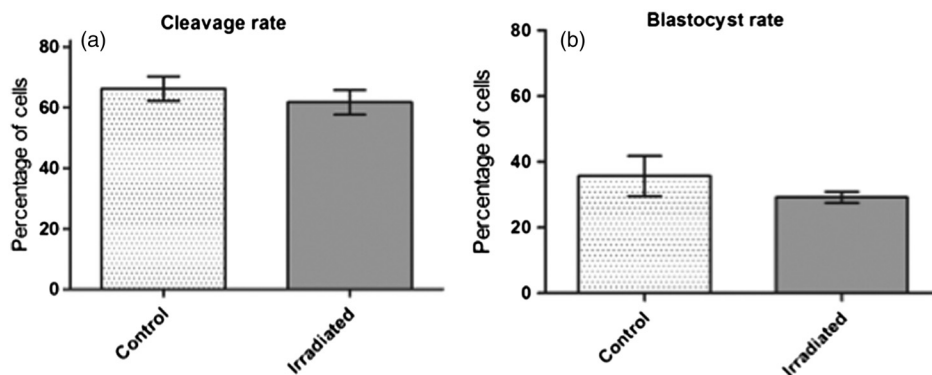 Cleavage rate
(a)
Percentage of cells
80
60
40
20
0
Control
Irradiated
Blastocyst rate
(b)
Percentage of cells
80
60
40
20
0
Control
Irradiated